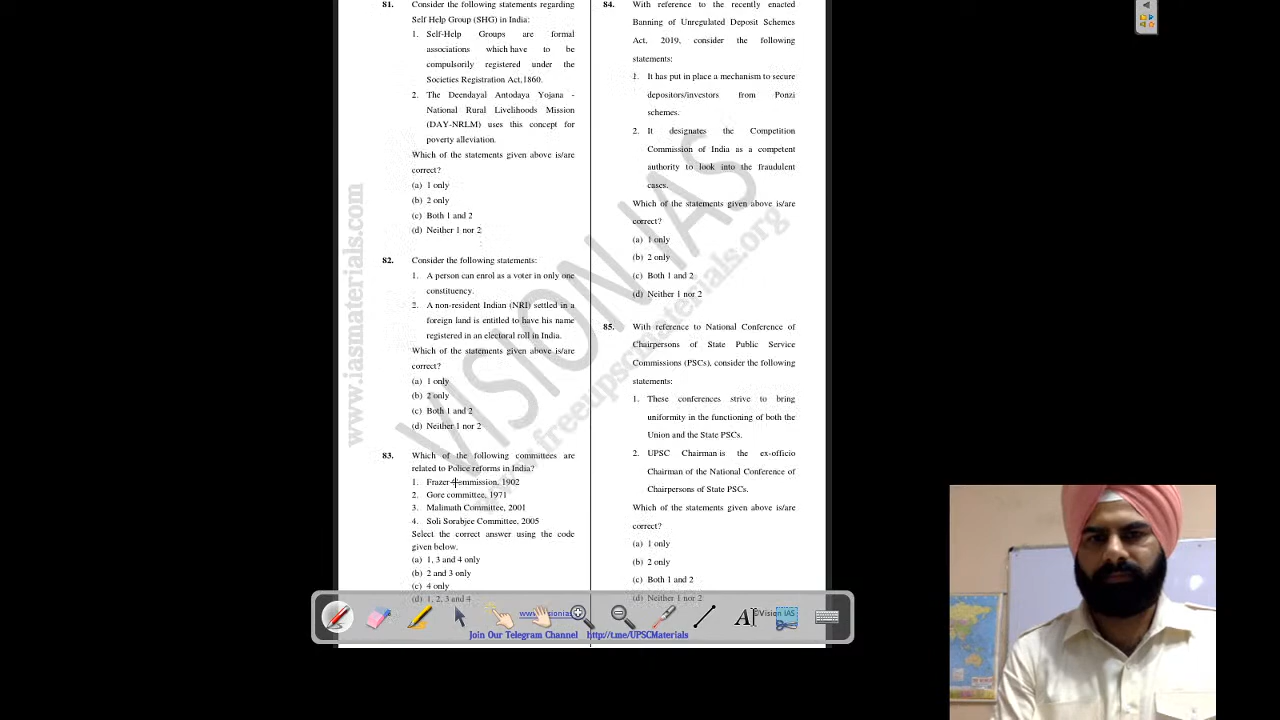 81. Consider the following statements regarding
Self Help Group (SHG) in India:
1. Self-Help Groups are formal
associations which have to be
compulsorily registered under the
Societies Registration Act,1860.
2. The Deendayal Antodaya Yojana -
National Rural Livelihoods Mission
(DAY-NRLM) uses this concept for
poverty alleviation.
Which of the statements given above is/are
correct?
(a) 1 only
(b) 2 only
(c) Both 1 and 2
(d) Neither 1 nor 2
82. Consider the following statements:
1. A person can enrol as a voter in only one
constituency.
2. A non-resident Indian (NRI) settled in a
foreign land is entitled to have his name
registered in an electoral roll in India.
Which of the statements given above is/are
correct?
(a) 1 only
(b) 2 only
(c) Both 1 and 2
(d) Neither 1 nor 2
83. Which of the following committees are
related to Police reforms in India?
1. Frazer Commission, 1902
2. Gore committee, 1971
3. Malimath Committee, 2001
4. Soli Sorabjee Committee, 2005
Select the correct answer using the code
given below.
(a) 1, 3 and 4 only
(b) 2 and 3 only
(c) 4 only
(d) 1, 2, 3 and 4
84. With reference to the recently enacted
Banning of Unregulated Deposit Schemes
Act, 2019, consider the following
statements:
1. It has put in place a mechanism to secure
depositors/investors from Ponzi
schemes.
2. It designates the Competition
Commission of India as a competent
authority to look into the fraudulent
cases.
Which of the statements given above is/are
correct?
(a) 1 only
(b) 2 only
(c) Both 1 and 2
(d) Neither 1 nor 2
85. With reference to National Conference of
Chairpersons of State Public Service
Commissions (PSCs), consider the following
statements:
1. These conferences strive to bring
uniformity in the functioning of both the
Union and the State PSCs.
2. UPSC Chairman is the ex-officio
Chairman of the National Conference of
Chairpersons of State PSCs.
Which of the statements given above is/are
correct?
(a) 1 only
(b) 2 only
(c) Both 1 and 2
(d) Neither 1 nor 2
©Vision IAS
Join Our Telegram Channel http://t.me/UPSCMaterials
www.iasmaterials.com
VISION IAS
www.freeupscmaterials.org